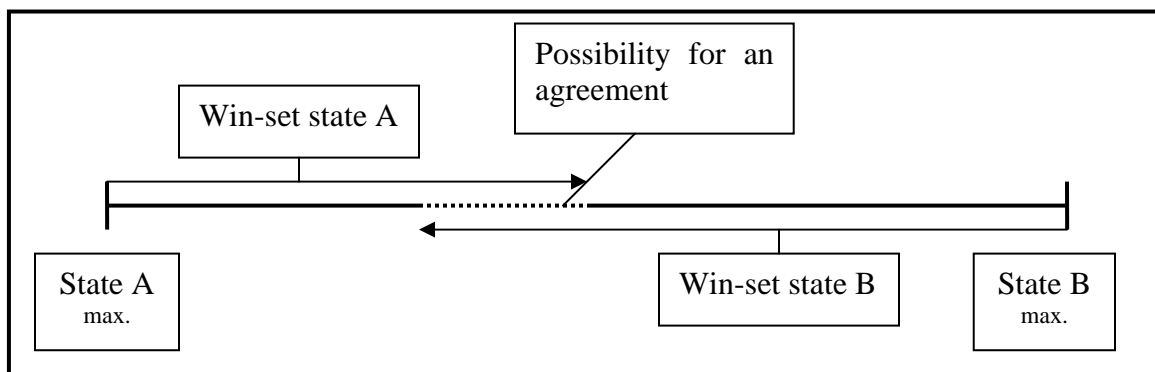 Possibility for an
agreement
Win-set state A
State A
max.
Win-set state B
State B
max.